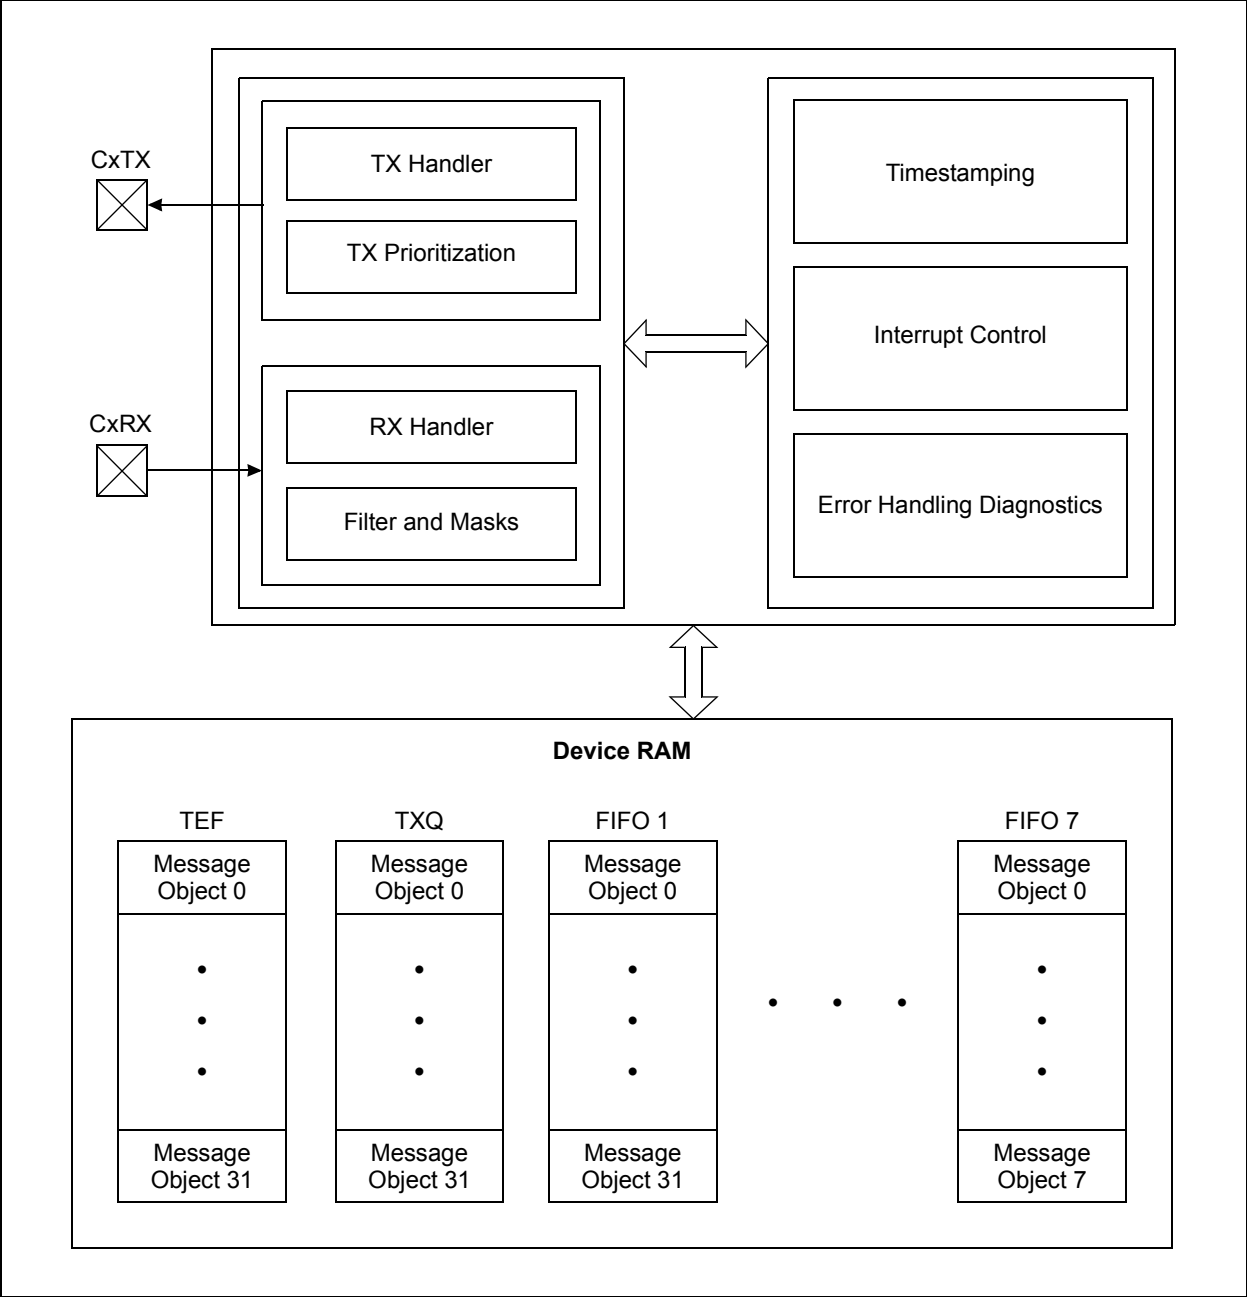 CxTX
TX Handler
TX Prioritization
CxRX
RX Handler
Filter and Masks
Timestamping
Interrupt Control
Error Handling Diagnostics
Device RAM
TEF
Message
Object 0
Message
Object 31
TXQ
Message
Object 0
Message
Object 31
FIFO 1
Message
Object 0
Message
Object 31
FIFO 7
Message
Object 0
Message
Object 7